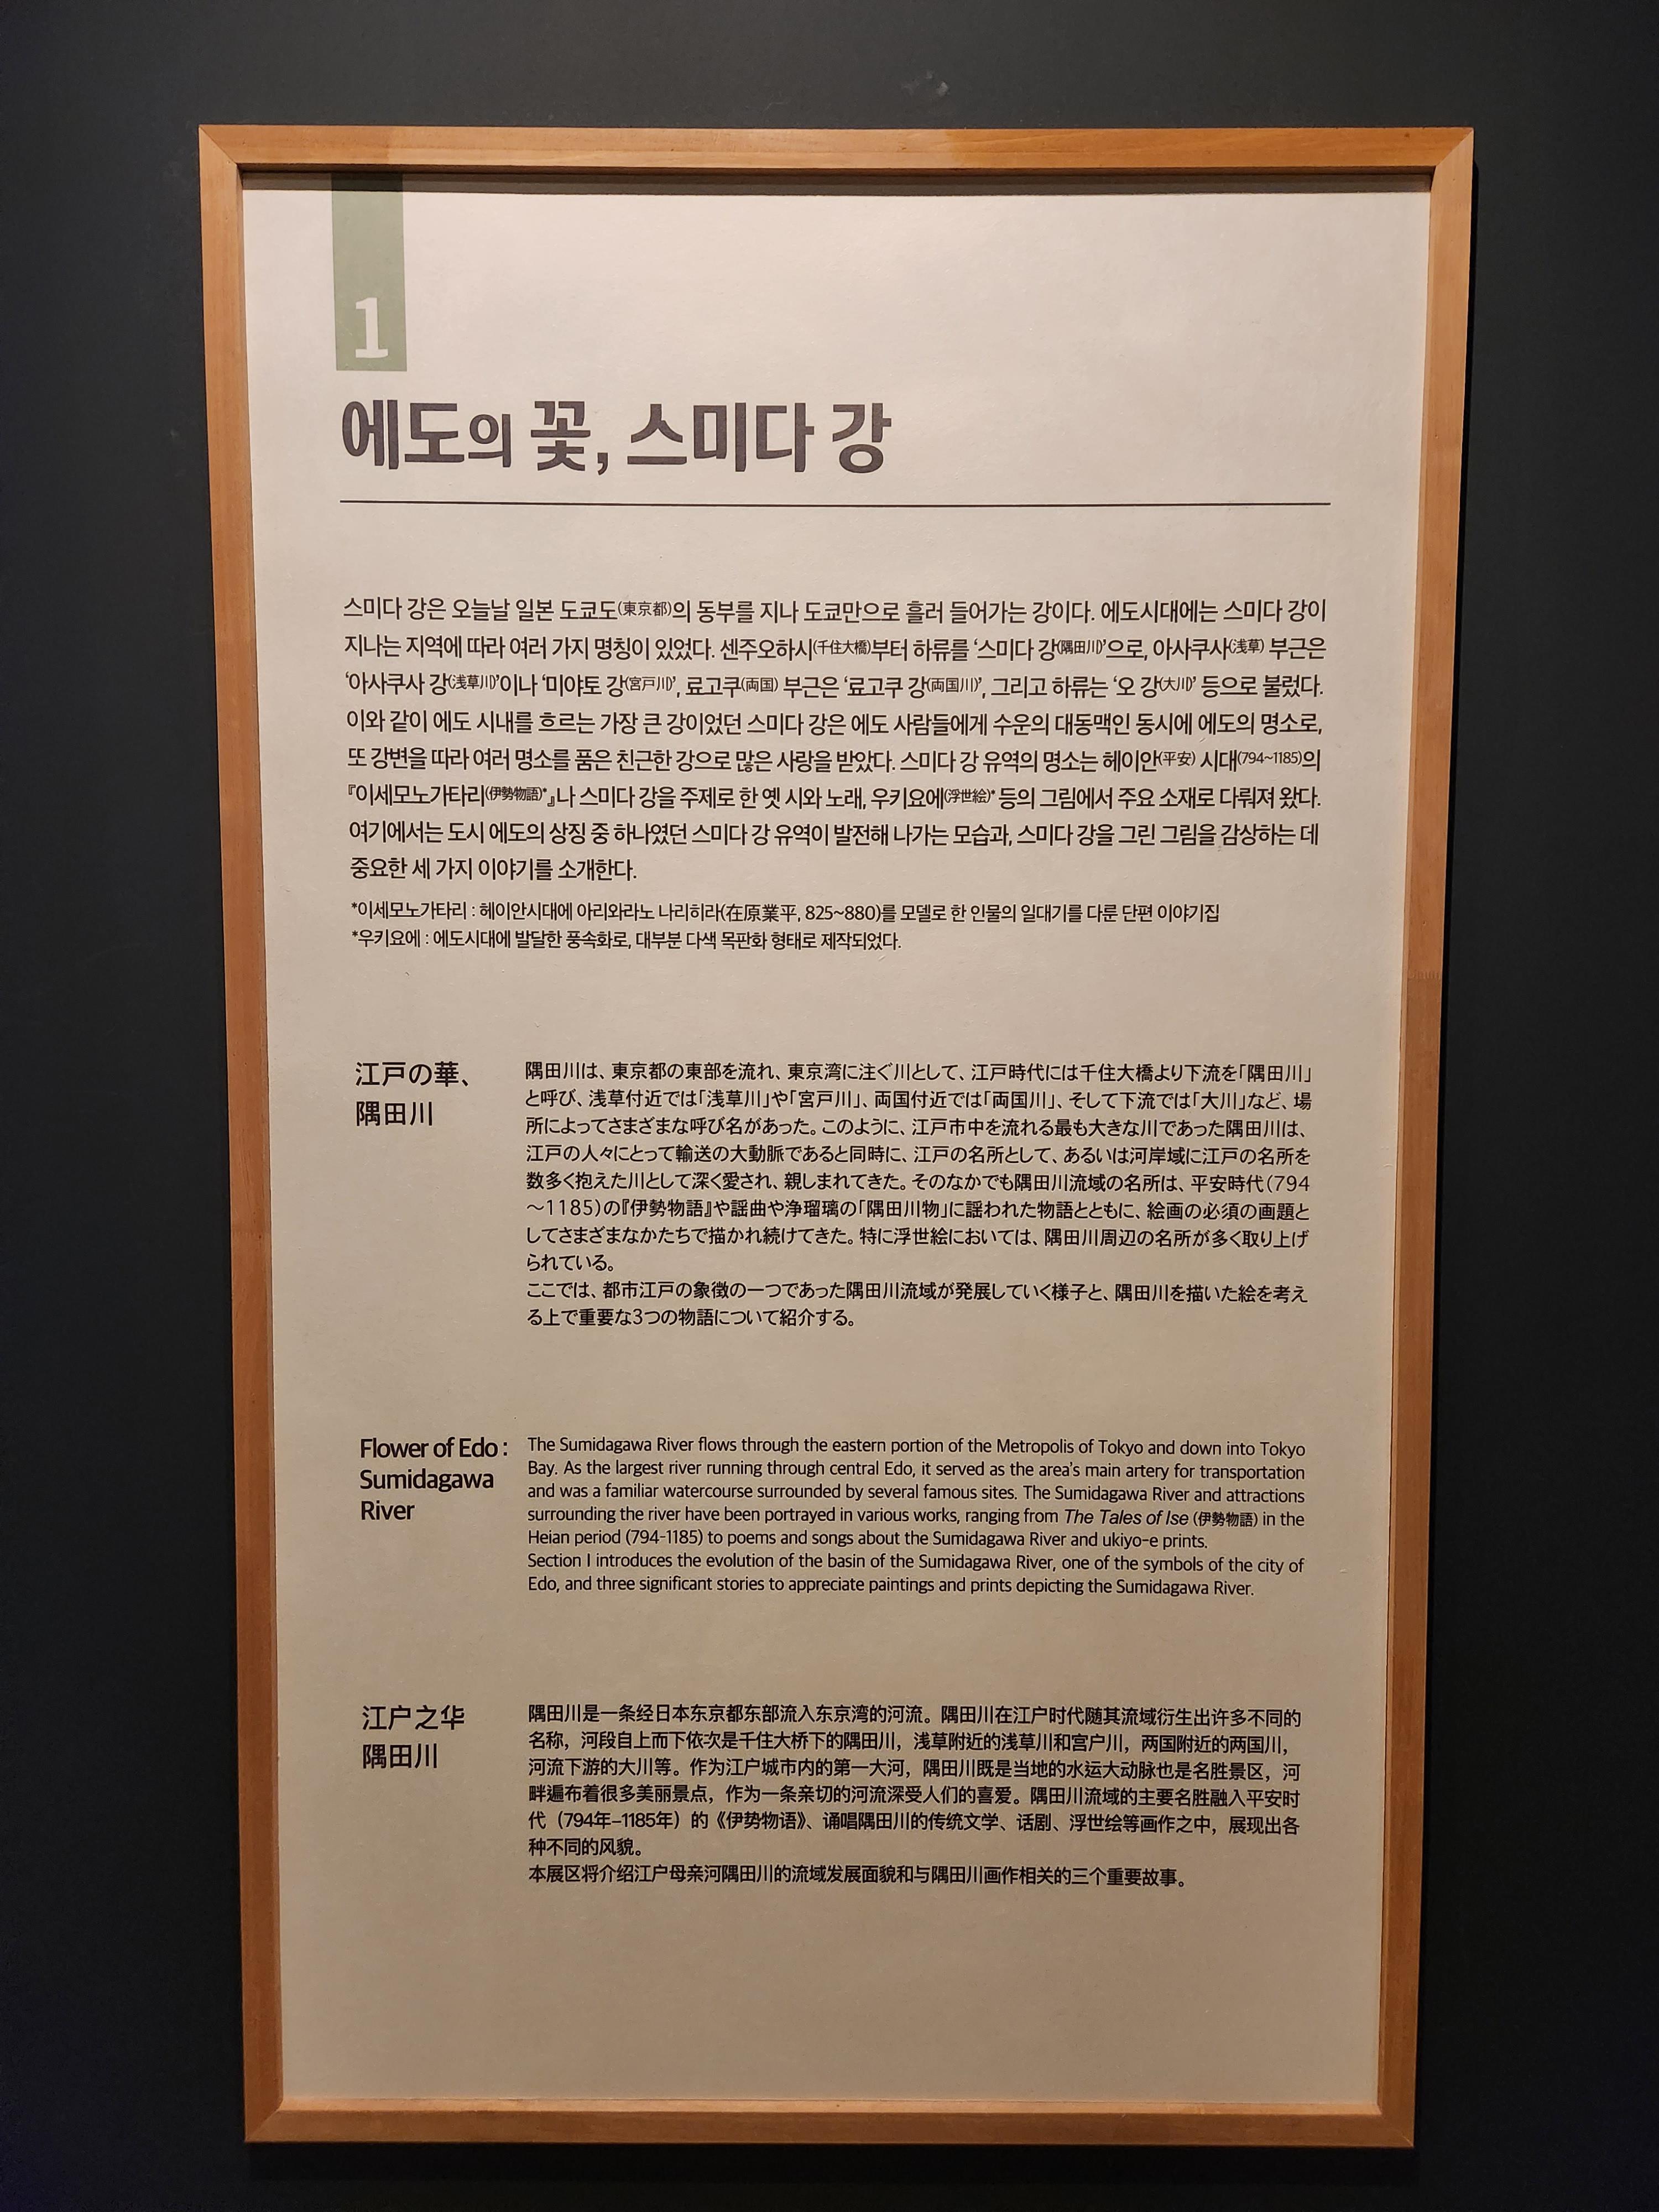 1
에도의 꽃, 스미다 강
스미다 강은 오늘날 일본 도쿄도(東京都)의 동부를 지나 도쿄만으로 흘러 들어가는 강이다. 에도시대에는 스미다 강이
지나는 지역에 따라 여러 가지 명칭이 있었다. 센주오하시(千住大橋)부터 하류를 ‘스미다 강(隅田川)’으로, 아사쿠사(浅草) 부근은
‘아사쿠사 강(浅草川)’이나 ‘미야토 강(宮戸川)’, 료고쿠(両国) 부근은 ‘료고쿠 강(両国川)’, 그리고 하류는 ‘오 강(大川)’ 등으로 불렀다.
이와 같이 에도 시내를 흐르는 가장 큰 강이었던 스미다 강은 에도 사람들에게 수운의 대동맥인 동시에 에도의 명소로,
또 강변을 따라 여러 명소를 품은 친근한 강으로 많은 사랑을 받았다. 스미다 강 유역의 명소는 헤이안(平安) 시대(794~1185)의
『이세모노가타리(伊勢物語)*』나 스미다 강을 주제로 한 옛 시와 노래, 우키요에(浮世絵)* 등의 그림에서 주요 소재로 다뤄져 왔다.
여기에서는 도시 에도의 상징 중 하나였던 스미다 강 유역이 발전해 나가는 모습과, 스미다 강을 그린 그림을 감상하는 데
중요한 세 가지 이야기를 소개한다.
*이세모노가타리 : 헤이안시대에 아리와라노 나리히라(在原業平, 825~880)를 모델로 한 인물의 일대기를 다룬 단편 이야기집
*우키요에 : 에도시대에 발달한 풍속화로, 대부분 다색 목판화 형태로 제작되었다.
江戸の華、
隅田川
隅田川は、東京都の東部を流れ、東京湾に注ぐ川として、江戸時代には千住大橋より下流を「隅田川」
と呼び、浅草付近では「浅草川」や「宮戸川」、両国付近では「両国川」、そして下流では「大川」など、場
所によってさまざまな呼び名があった。このように、江戸市中を流れる最も大きな川であった隅田川は、
江戸の人々にとって輸送の大動脈であると同時に、江戸の名所として、あるいは河岸域に江戸の名所を
数多く抱えた川として深く愛され、親しまれてきた。そのなかでも隅田川流域の名所は、平安時代(794
~1185)の『伊勢物語』や謡曲や浄瑠璃の「隅田川物」に謡われた物語とともに、絵画の必須の画題と
してさまざまなかたちで描かれ続けてきた。特に浮世絵においては、隅田川周辺の名所が多く取り上げ
られている。
ここでは、都市江戸の象徴の一つであった隅田川流域が発展していく様子と、隅田川を描いた絵を考え
る上で重要な3つの物語について紹介する。
Flower of Edo :
Sumidagawa
River
The Sumidagawa River flows through the eastern portion of the Metropolis of Tokyo and down into Tokyo
Bay. As the largest river running through central Edo, it served as the area's main artery for transportation
and was a familiar watercourse surrounded by several famous sites. The Sumidagawa River and attractions
surrounding the river have been portrayed in various works, ranging from The Tales of Ise (伊勢物語) in the
Heian period (794-1185) to poems and songs about the Sumidagawa River and ukiyo-e prints.
Section I introduces the evolution of the basin of the Sumidagawa River, one of the symbols of the city of
Edo, and three significant stories to appreciate paintings and prints depicting the Sumidagawa River.
江户之华
隅田川
隅田川是一条经日本东京都东部流入东京湾的河流。隅田川在江户时代随其流域衍生出许多不同的
名称，河段自上而下依次是千住大桥下的隅田川，浅草附近的浅草川和宫户川，两国附近的两国川，
河流下游的大川等。作为江户城市内的第一大河，隅田川既是当地的水运大动脉也是名胜景区，河
畔遍布着很多美丽景点，作为一条亲切的河流深受人们的喜爱。隅田川流域的主要名胜融入平安时
代（794年-1185年）的《伊势物语》、诵唱隅田川的传统文学、话剧、浮世绘等画作之中，展现出各
种不同的风貌。
本展区将介绍江户母亲河隅田川的流域发展面貌和与隅田川画作相关的三个重要故事。